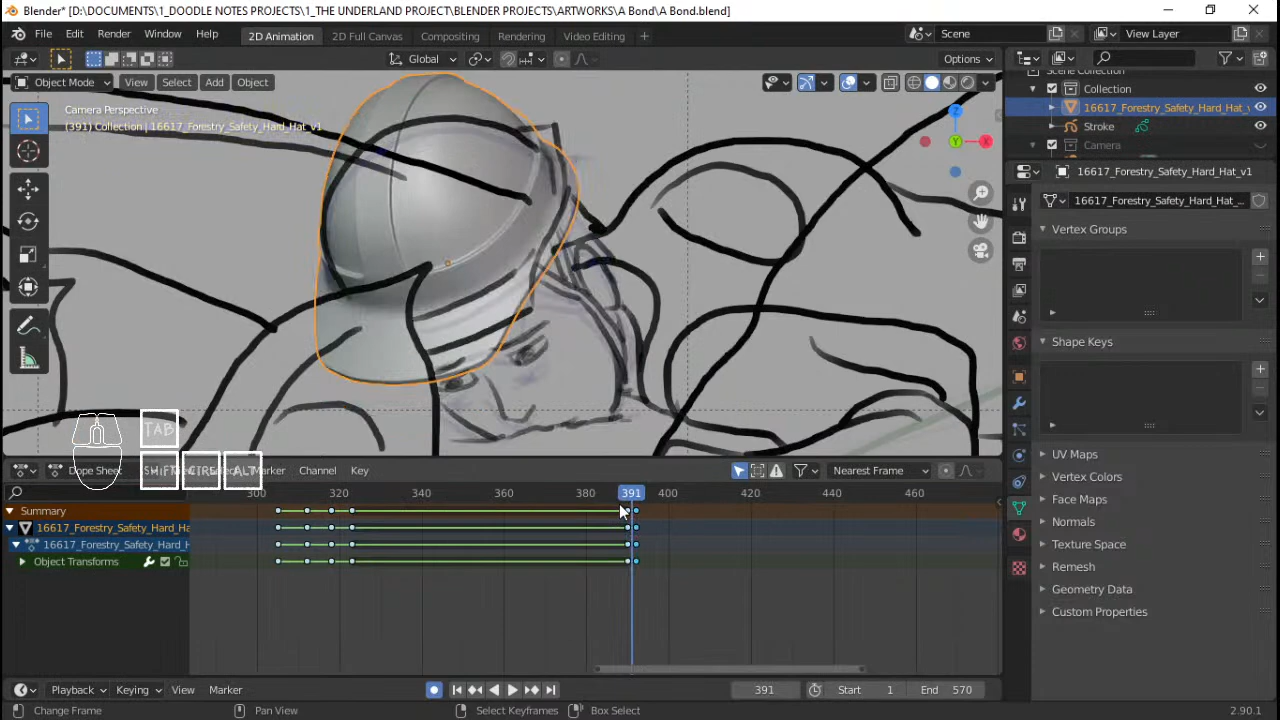 Blender* [D:\DOCUMENTS\1_DOODLE NOTES PROJECTS\1_THE UNDERLAND PROJECT\BLENDER PROJECTS\ARTWORKS\A Bond\A Bond.blend]
File Edit Render Window Help 2D Animation 2D Full Canvas Compositing Rendering Video Editing + Scene View Layer
Global Options
Object Mode View Select Add Object
Camera Perspective
(391) Collection | 16617_Forestry_Safety_Hard_Hat_v1
Z
Y
X
Scene Collection
Collection
16617_Forestry_Safety_Hard_Hat_v
Stroke
Camera
16617_Forestry_Safety_Hard_Hat_v1
16617_Forestry_Safety_Hard_Hat_...
Vertex Groups
Shape Keys
UV Maps
Vertex Colors
Face Maps
Normals
Texture Space
Remesh
Geometry Data
Custom Properties
TAB
SHIFT CTRL ALT
Dope Sheet Marker Channel Key Nearest Frame
300 320 340 360 380 391 400 420 440 460
Summary
16617_Forestry_Safety_Hard_Ha
16617_Forestry_Safety_Hard_H
Object Transforms
Playback Keying View Marker 391 Start 1 End 570
Change Frame Pan View Select Keyframes Box Select 2.90.1